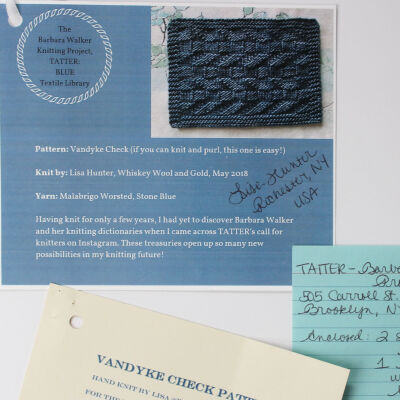 The
Barbara Walker
Knitting Project,
TATTER:
BLUE
Textile Library
Pattern: Vandyke Check (if you can knit and purl, this one is easy!)
Knit by: Lisa Hunter, Whiskey Wool and Gold, May 2018
Yarn: Malabrigo Worsted, Stone Blue
Having knit for only a few years, I had yet to discover Barbara Walker
and her knitting dictionaries when I came across TATTER's call for
knitters on Instagram. These treasuries open up so many new
possibilities in my knitting future!
Lisa Hunter
Rochester, NY
USA
TATTER - Barb
505 Carroll St.
Brooklyn, NY
Enclosed: 2 S
1
VANDYKE CHECK PATT
HAND KNIT BY LISA
FOR TH